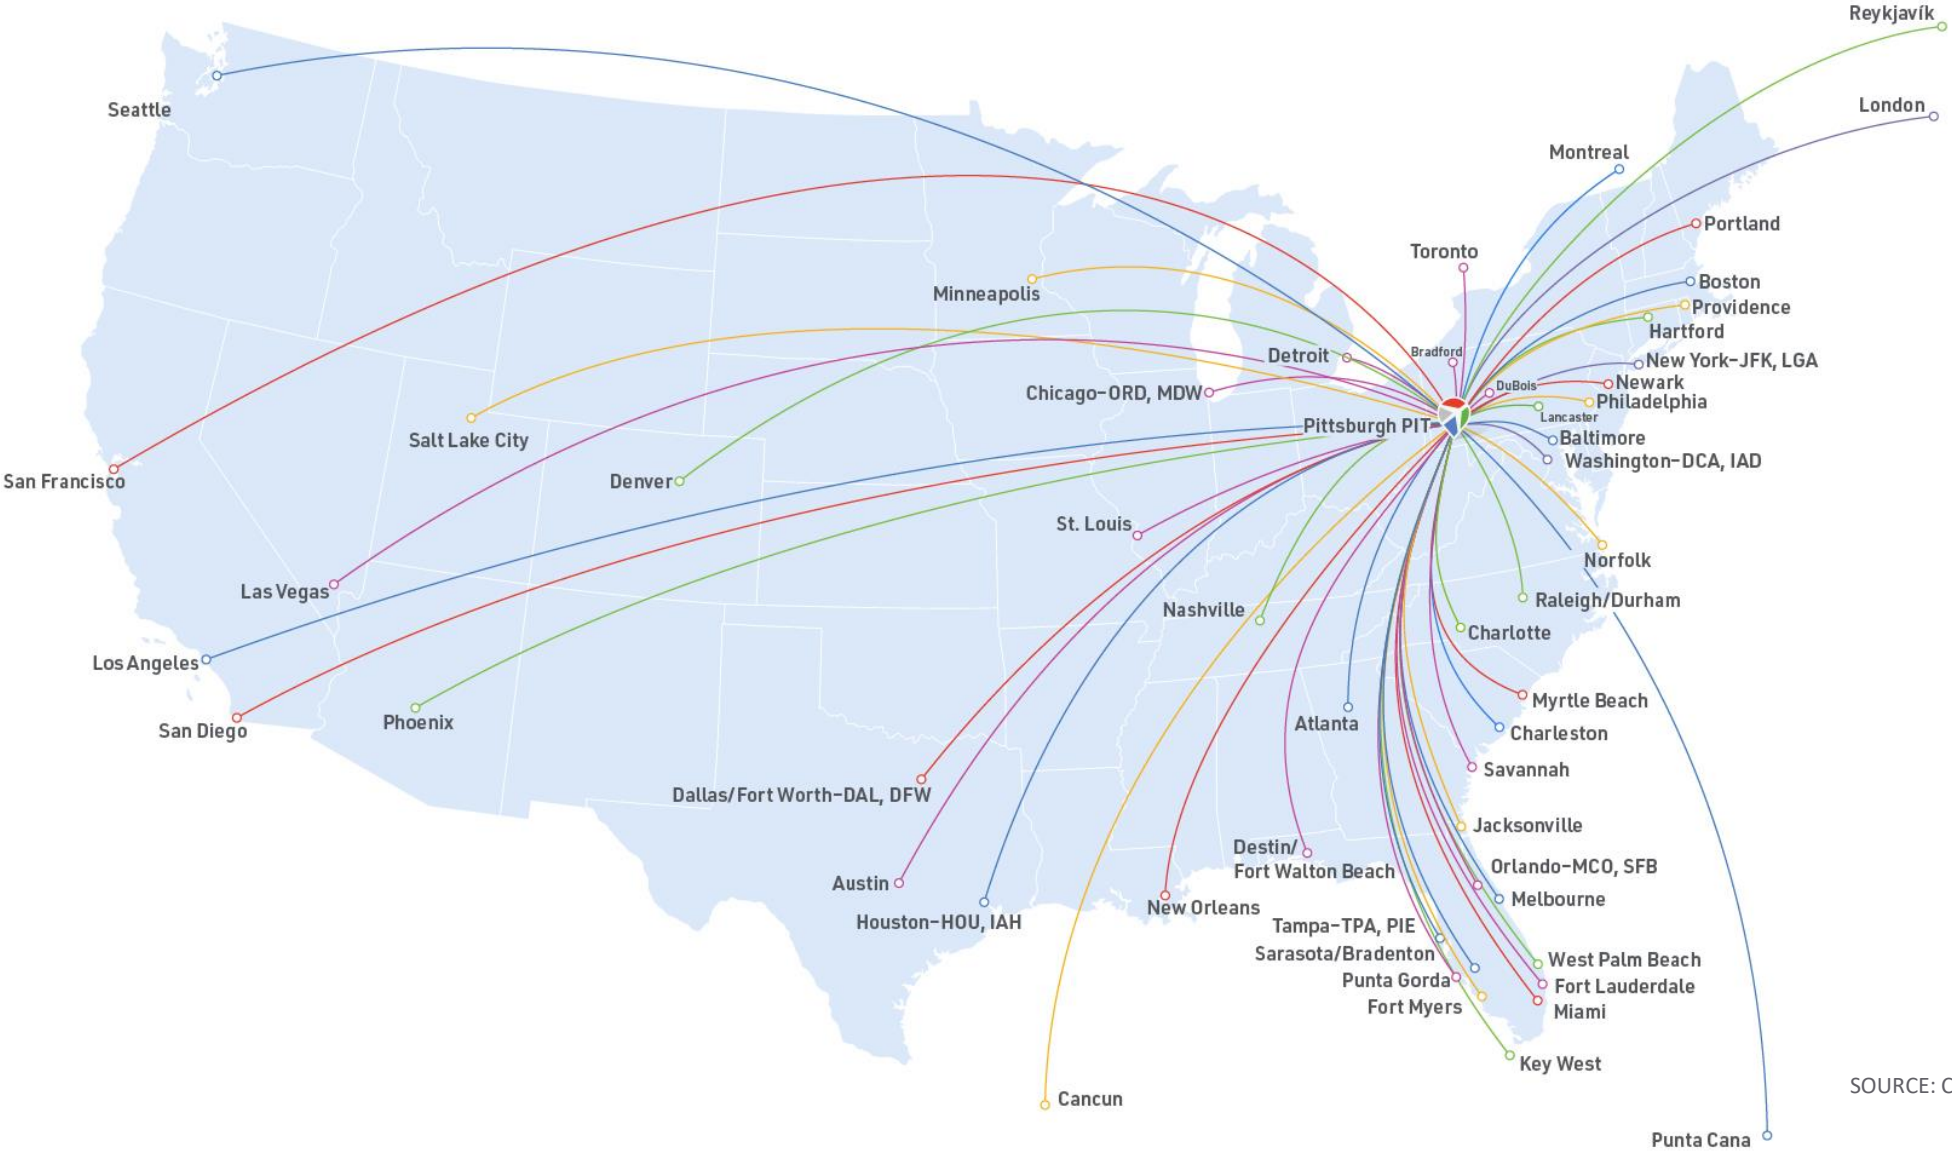 Reykjavík
London
Seattle
Montreal
Portland
Toronto
Boston
Minneapolis
Providence
Hartford
Bradford
Detroit
New York-JFK, LGA
Newark
DuBois
Chicago-ORD, MDW
Philadelphia
Lancaster
Pittsburgh PIT
Baltimore
Salt Lake City
Washington-DCA, IAD
San Francisco
Denver
St. Louis
Norfolk
Las Vegas
Raleigh/Durham
Nashville
Charlotte
Los Angeles
Myrtle Beach
Phoenix
Atlanta
San Diego
Charleston
Savannah
Dallas/Fort Worth-DAL, DFW
Jacksonville
Destin/
Fort Walton Beach
Orlando-MCO, SFB
Austin
Melbourne
New Orleans
Houston-HOU, IAH
Tampa-TPA, PIE
Sarasota/Bradenton
West Palm Beach
Punta Gorda
Fort Lauderdale
Fort Myers
Miami
Key West
SOURCE:
Cancun
Punta Cana